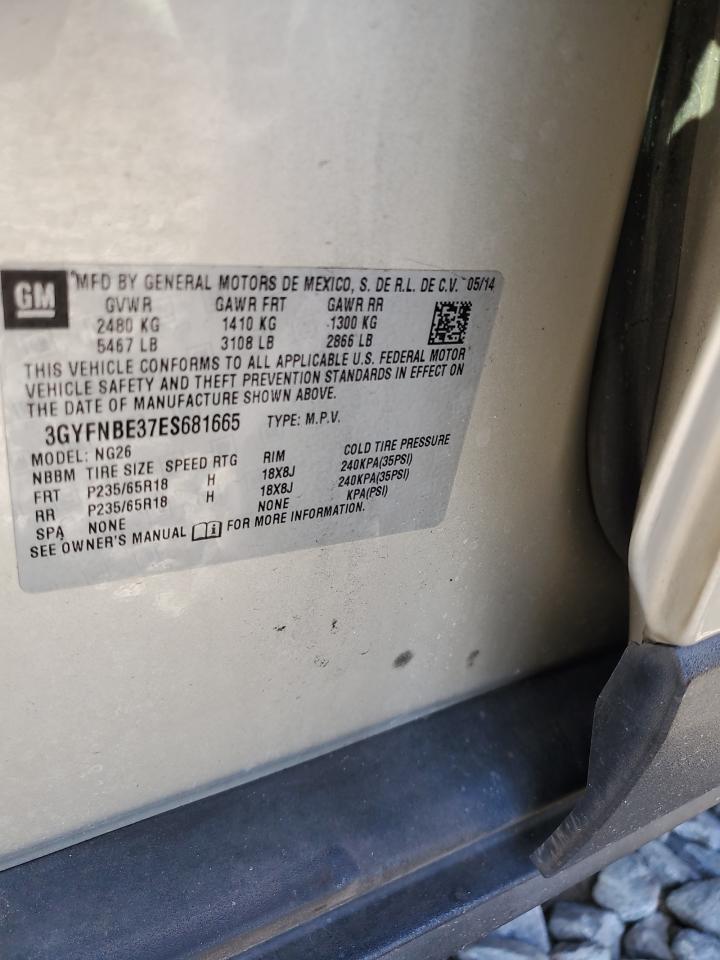 GM
MFD BY GENERAL MOTORS DE MEXICO, S. DE R.L. DE C.V. 05/14
GVWR GAWR FRT GAWR RR
2480 KG 1410 KG 1300 KG
5467 LB 3108 LB 2866 LB
THIS VEHICLE CONFORMS TO ALL APPLICABLE U.S. FEDERAL MOTOR
VEHICLE SAFETY AND THEFT PREVENTION STANDARDS IN EFFECT ON
THE DATE OF MANUFACTURE SHOWN ABOVE.
3GYFNBE37ES681665 TYPE: M.P.V.
MODEL: NG26
NBBM TIRE SIZE SPEED RTG RIM COLD TIRE PRESSURE
FRT P235/65R18 H 18X8J 240KPA(35PSI)
RR P235/65R18 H 18X8J 240KPA(35PSI)
SPA NONE NONE KPA(PSI)
SEE OWNER'S MANUAL FOR MORE INFORMATION.